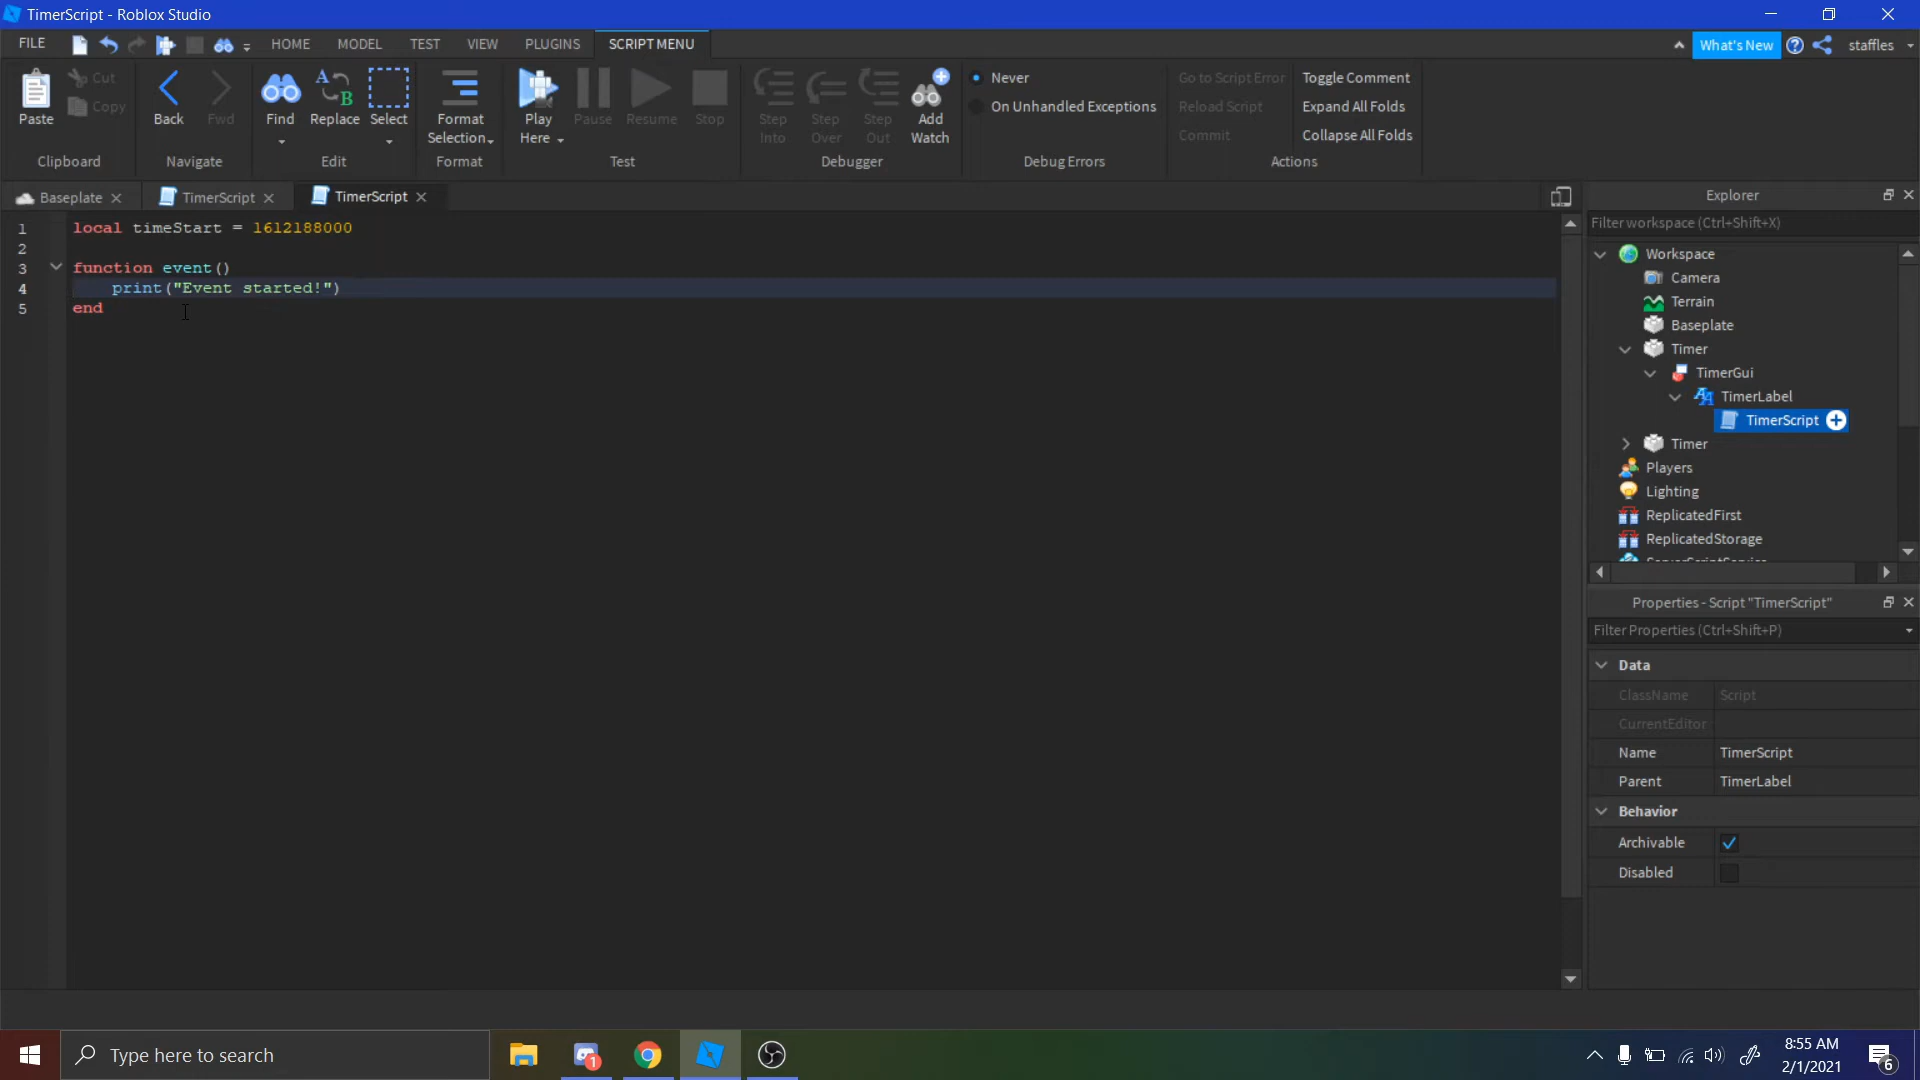 TimerScript - Roblox Studio
FILE HOME MODEL TEST VIEW PLUGINS SCRIPT MENU What's New staffles
Paste Cut Copy Clipboard
Back Fwd Navigate
Find Replace Select Edit
Format Selection Format
Play Here Pause Resume Stop Test
Step Into Step Over Step Out Add Watch Debugger
Never
On Unhandled Exceptions
Debug Errors
Go to Script Error Toggle Comment
Reload Script Expand All Folds
Commit Collapse All Folds
Actions
Baseplate TimerScript TimerScript
1 local timeStart = 1612188000
2
3 function event()
4 print("Event started!")
5 end
Explorer
Filter workspace (Ctrl+Shift+X)
Workspace
Camera
Terrain
Baseplate
Timer
TimerGui
TimerLabel
TimerScript
Timer
Players
Lighting
ReplicatedFirst
ReplicatedStorage
Properties - Script "TimerScript"
Filter Properties (Ctrl+Shift+P)
Data
ClassName Script
CurrentEditor
Name TimerScript
Parent TimerLabel
Behavior
Archivable
Disabled
Type here to search
1
8:55 AM
2/1/2021
6